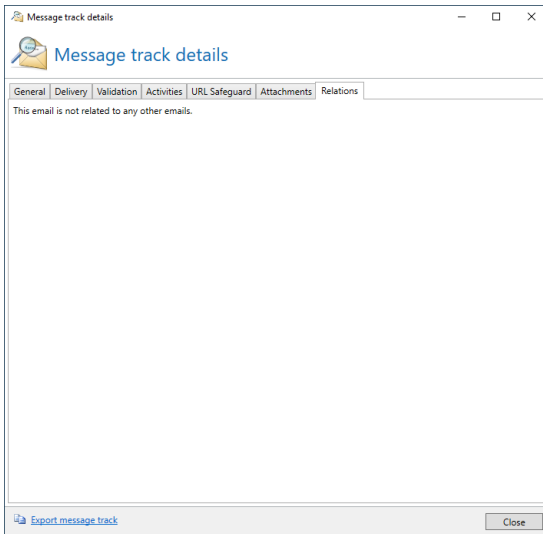 Message track details
Message track details
General Delivery Validation Activities URL Safeguard Attachments Relations
This email is not related to any other emails.
Export message track
Close